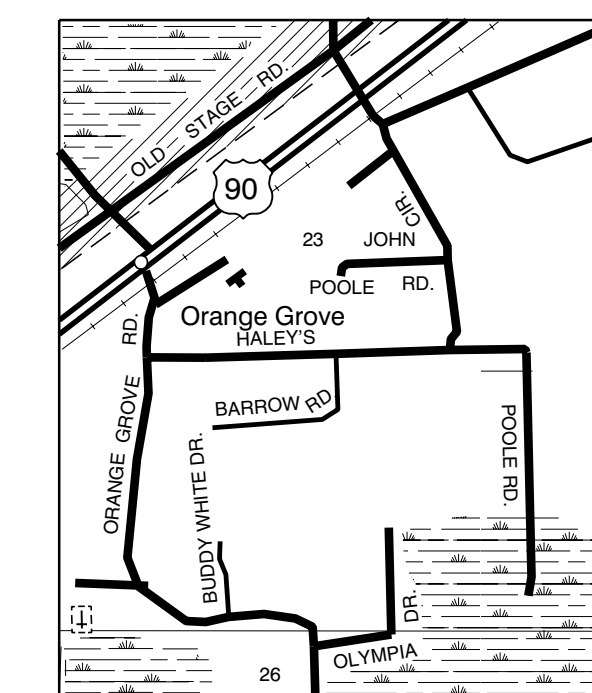 OLD STAGE RD.
90
CIR.
23
JOHN
POOLE RD.
Orange Grove
HALEY'S
RD.
ORANGE GROVE
BARROW RD.
BUDDY WHITE DR.
POOLE RD.
DR.
OLYMPIA
26